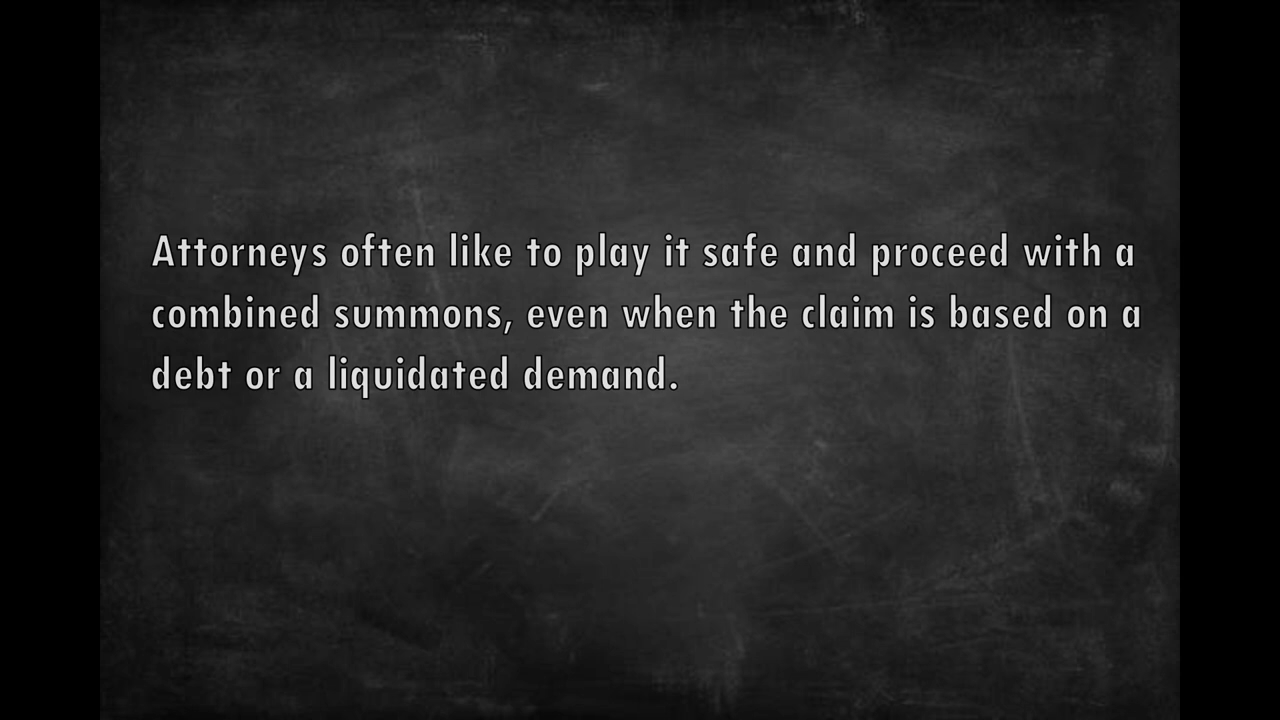 Attorneys often like to play it safe and proceed with a
combined summons, even when the claim is based on a
debt or a liquidated demand.